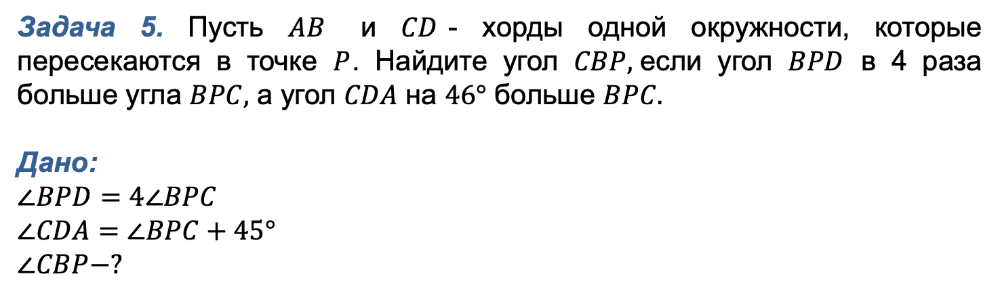 Задача 5. Пусть AB и CD - хорды одной окружности, которые
пересекаются в точке P. Найдите угол CBP, если угол BPD в 4 раза
больше угла BPC, а угол CDA на 46° больше BPC.
Дано:
∠BPD = 4∠BPC
∠CDA = ∠BPC + 45°
∠CBP−?